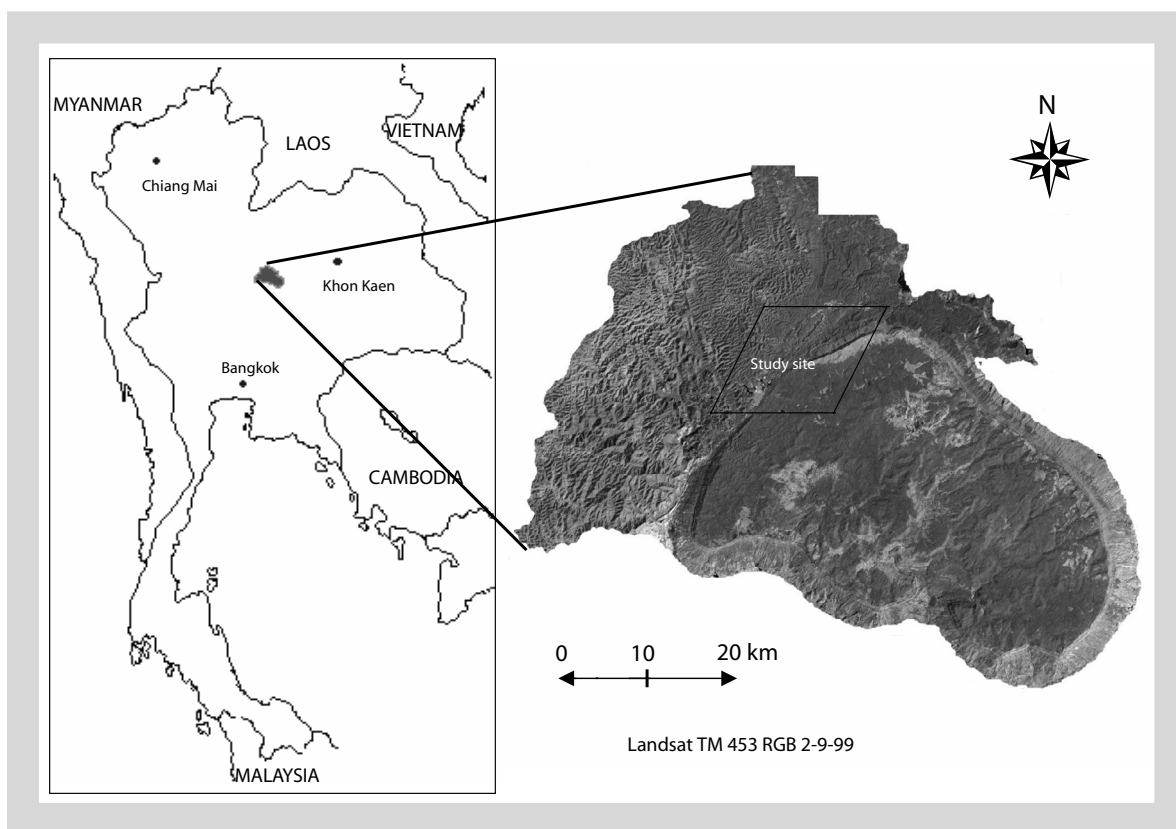 MYANMAR
LAOS
VIETNAM
Chiang Mai
Khon Kaen
Bangkok
CAMBODIA
MALAYSIA
N
Study site
0 10 20 km
Landsat TM 453 RGB 2-9-99